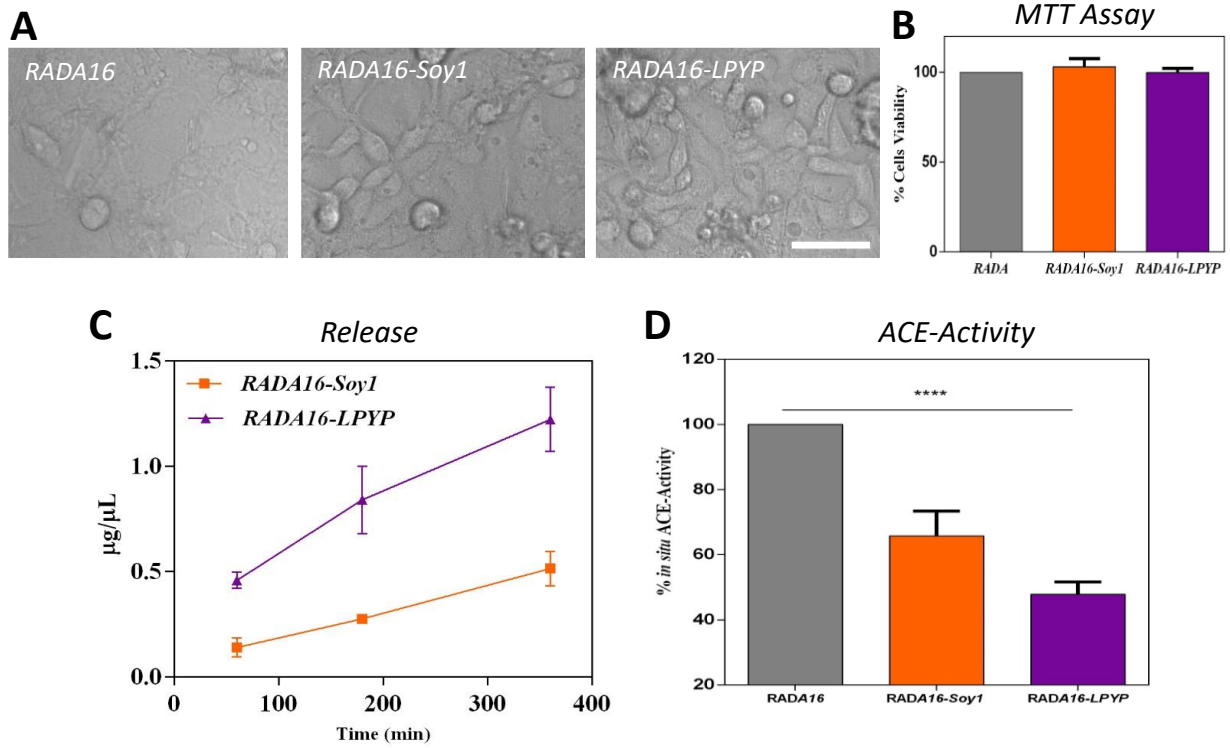 A
RADA16
RADA16-Soy1
RADA16-LPYP
B
MTT Assay
% Cells Viability
100
50
0
RADA
RADA16-Soy1
RADA16-LPYP
C
Release
RADA16-Soy1
RADA16-LPYP
µg/µL
1.5
1.0
0.5
0.0
0
100
200
300
400
Time (min)
D
ACE-Activity
% in situ ACE-Activity
120
100
80
60
40
20
****
RADA16
RADA16-Soy1
RADA16-LPYP